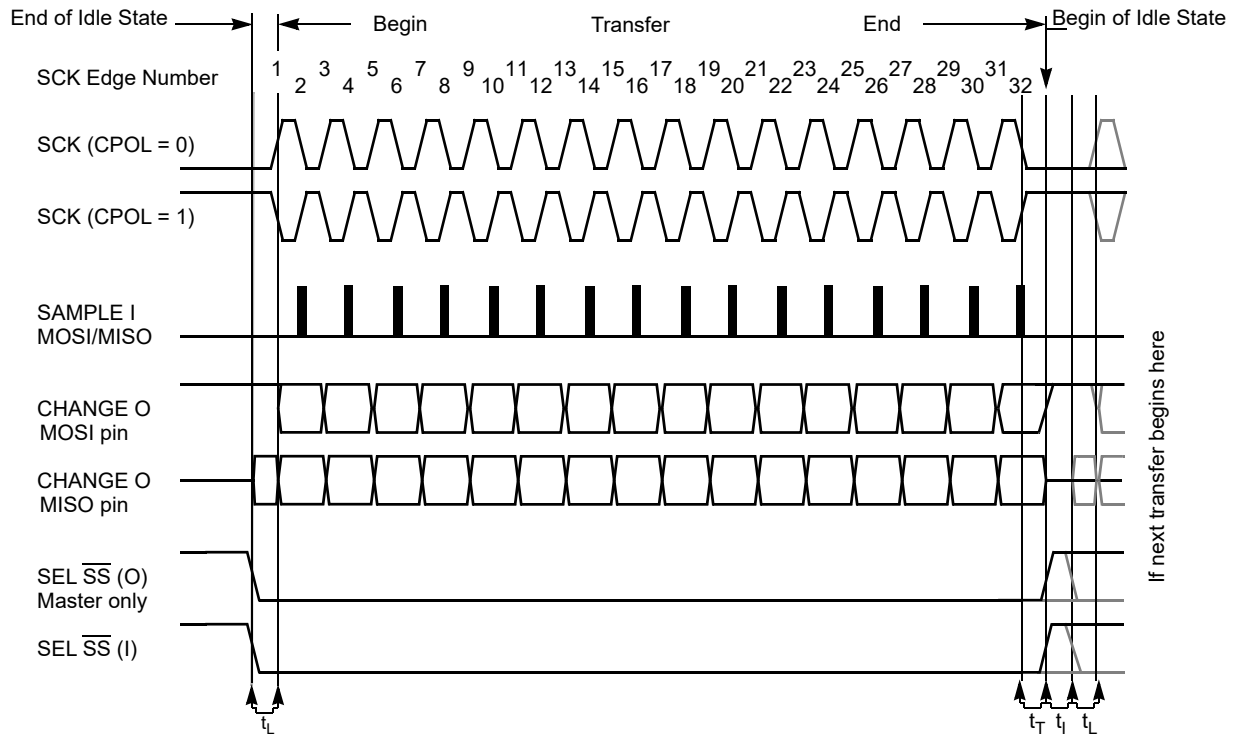 End of Idle State
Begin
Transfer
End
Begin of Idle State
SCK Edge Number
1 3 5 7 9 11 13 15 17 19 21 23 25 27 29 31
2 4 6 8 10 12 14 16 18 20 22 24 26 28 30 32
SCK (CPOL = 0)
SCK (CPOL = 1)
SAMPLE I
MOSI/MISO
CHANGE O
MOSI pin
CHANGE O
MISO pin
SEL S̅S̅ (O)
Master only
SEL S̅S̅ (I)
tL
tT
tI
tL
If next transfer begins here